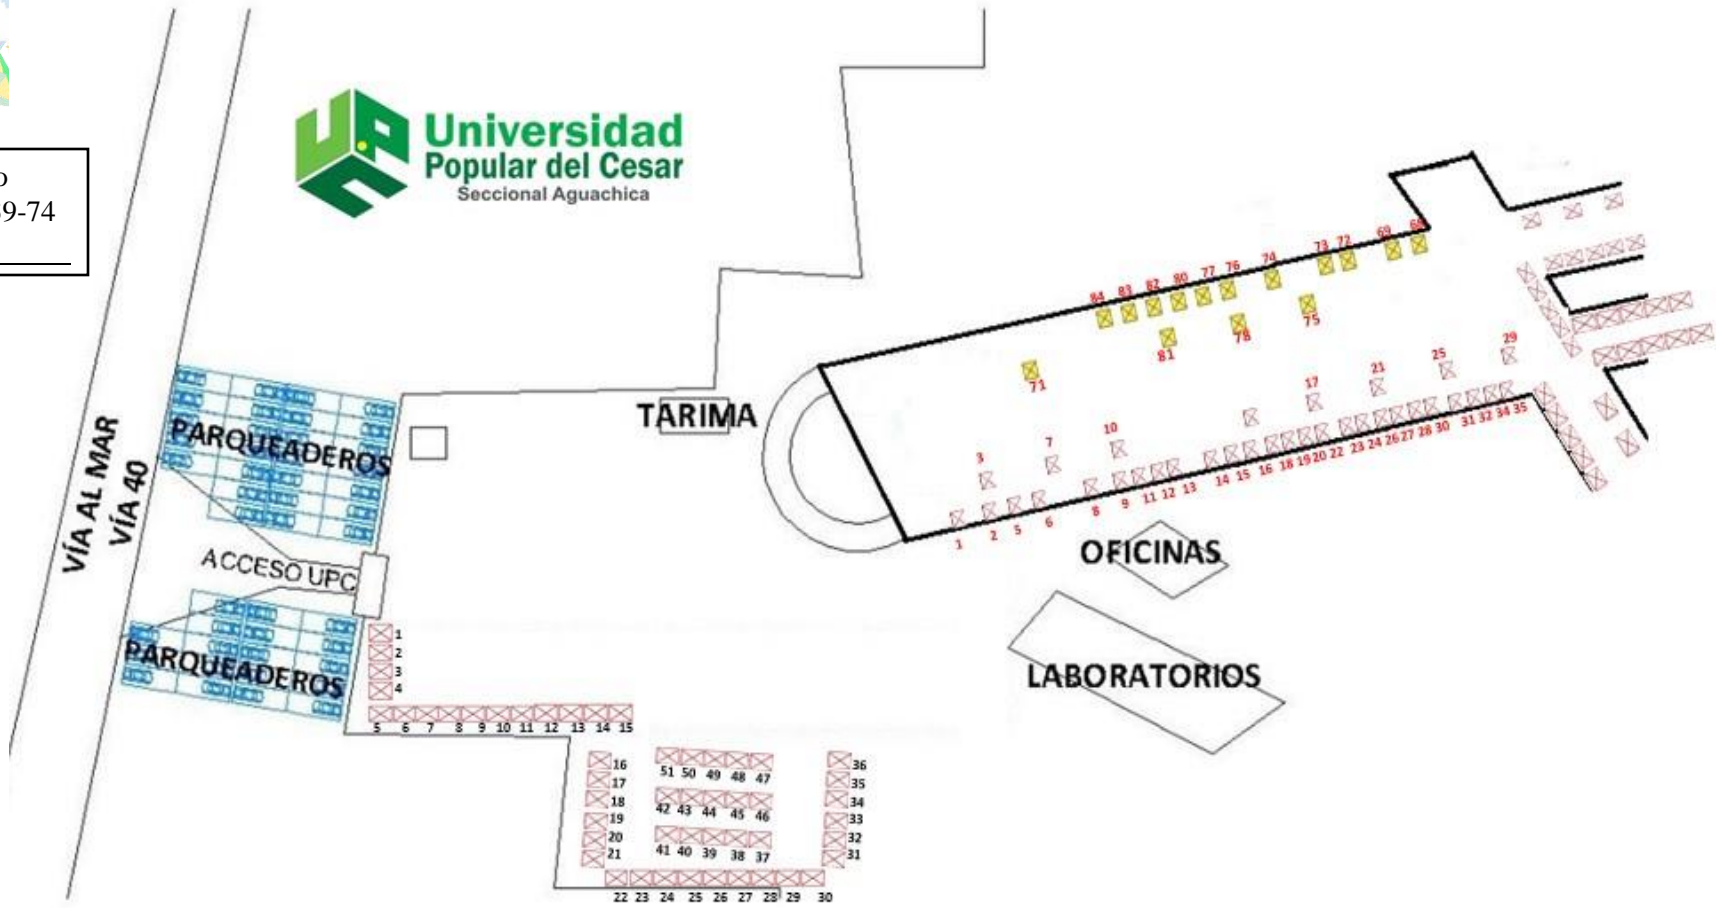 o
9-74
Universidad
Popular del Cesar
Seccional Aguachica
VÍA AL MAR
VÍA 40
PARQUEADEROS
ACCESO UPC
PARQUEADEROS
TARIMA
OFICINAS
LABORATORIOS
84 83 82 80 77 76 74 73 72 69 68
71 81 78 75
3 7 10 17 21 25 29
1 2 5 6 8 9 11 12 13 14 15 16 18 19 20 22 23 24 26 27 28 30 31 32 34 35
1
2
3
4
5 6 7 8 9 10 11 12 13 14 15
16
17
18
19
20
21
51 50 49 48 47
42 43 44 45 46
41 40 39 38 37
36
35
34
33
32
31
22 23 24 25 26 27 28 29 30